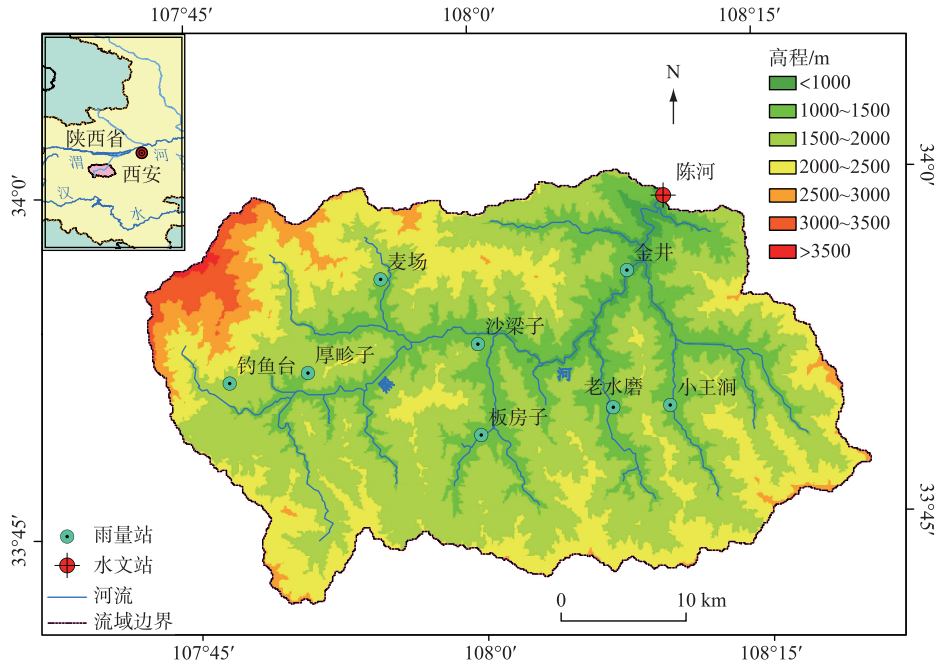 107°45′
108°0′
108°15′
陕西省
渭
河
西安
汉
水
N
高程/m
<1000
1000~1500
1500~2000
2000~2500
2500~3000
3000~3500
>3500
34°0′
34°0′
陈河
金井
麦场
沙梁子
钓鱼台
厚畛子
河
老水磨
小王涧
板房子
33°45′
33°45′
雨量站
水文站
河流
流域边界
0
10 km
107°45′
108°0′
108°15′